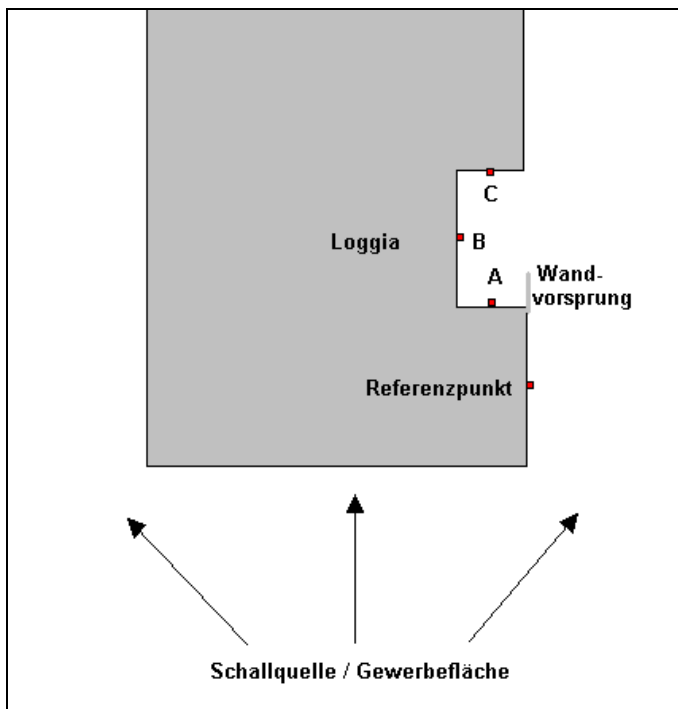 C
Loggia
B
A
Wand-
vorsprung
Referenzpunkt
Schallquelle / Gewerbefläche